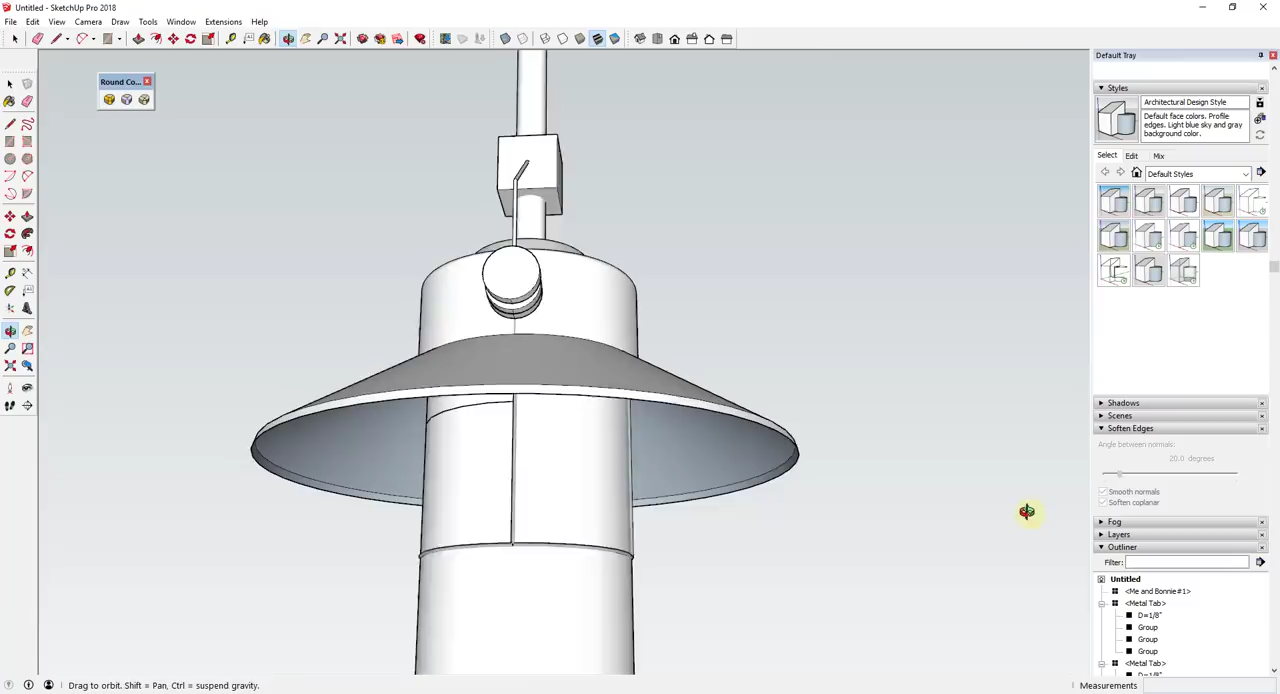 Untitled - SketchUp Pro 2018
File Edit View Camera Draw Tools Window Extensions Help
Default Tray
Round Co...
Styles
Architectural Design Style
Default face colors. Profile
edges. Light blue sky and gray
background color.
Select Edit Mix
Default Styles
Shadows
Scenes
Soften Edges
Angle between normals:
20.0 degrees
Smooth normals
Soften coplanar
Fog
Layers
Outliner
Filter:
Untitled
<Me and Bonnie#1>
<Metal Tab>
D=1/8"
Group
Group
Group
<Metal Tab>
D=1/8"
Drag to orbit. Shift = Pan, Ctrl = suspend gravity.
Measurements